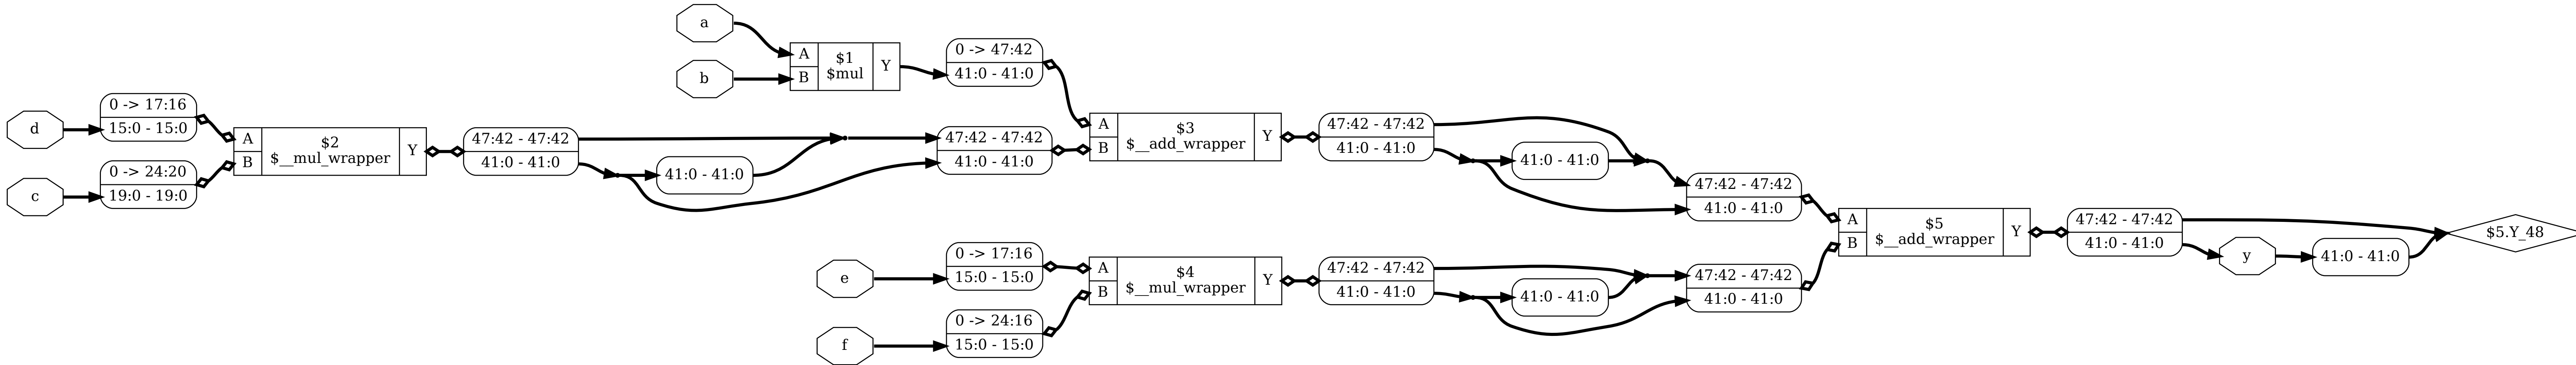 a
b
A
B
$1
$mul
Y
0 -> 47:42
41:0 - 41:0
d
c
0 -> 17:16
15:0 - 15:0
0 -> 24:20
19:0 - 19:0
A
B
$2
$__mul_wrapper
Y
47:42 - 47:42
41:0 - 41:0
41:0 - 41:0
47:42 - 47:42
41:0 - 41:0
A
B
$3
$__add_wrapper
Y
47:42 - 47:42
41:0 - 41:0
41:0 - 41:0
47:42 - 47:42
41:0 - 41:0
e
f
0 -> 17:16
15:0 - 15:0
0 -> 24:16
15:0 - 15:0
A
B
$4
$__mul_wrapper
Y
47:42 - 47:42
41:0 - 41:0
41:0 - 41:0
47:42 - 47:42
41:0 - 41:0
A
B
$5
$__add_wrapper
Y
47:42 - 47:42
41:0 - 41:0
y
41:0 - 41:0
$5.Y_48